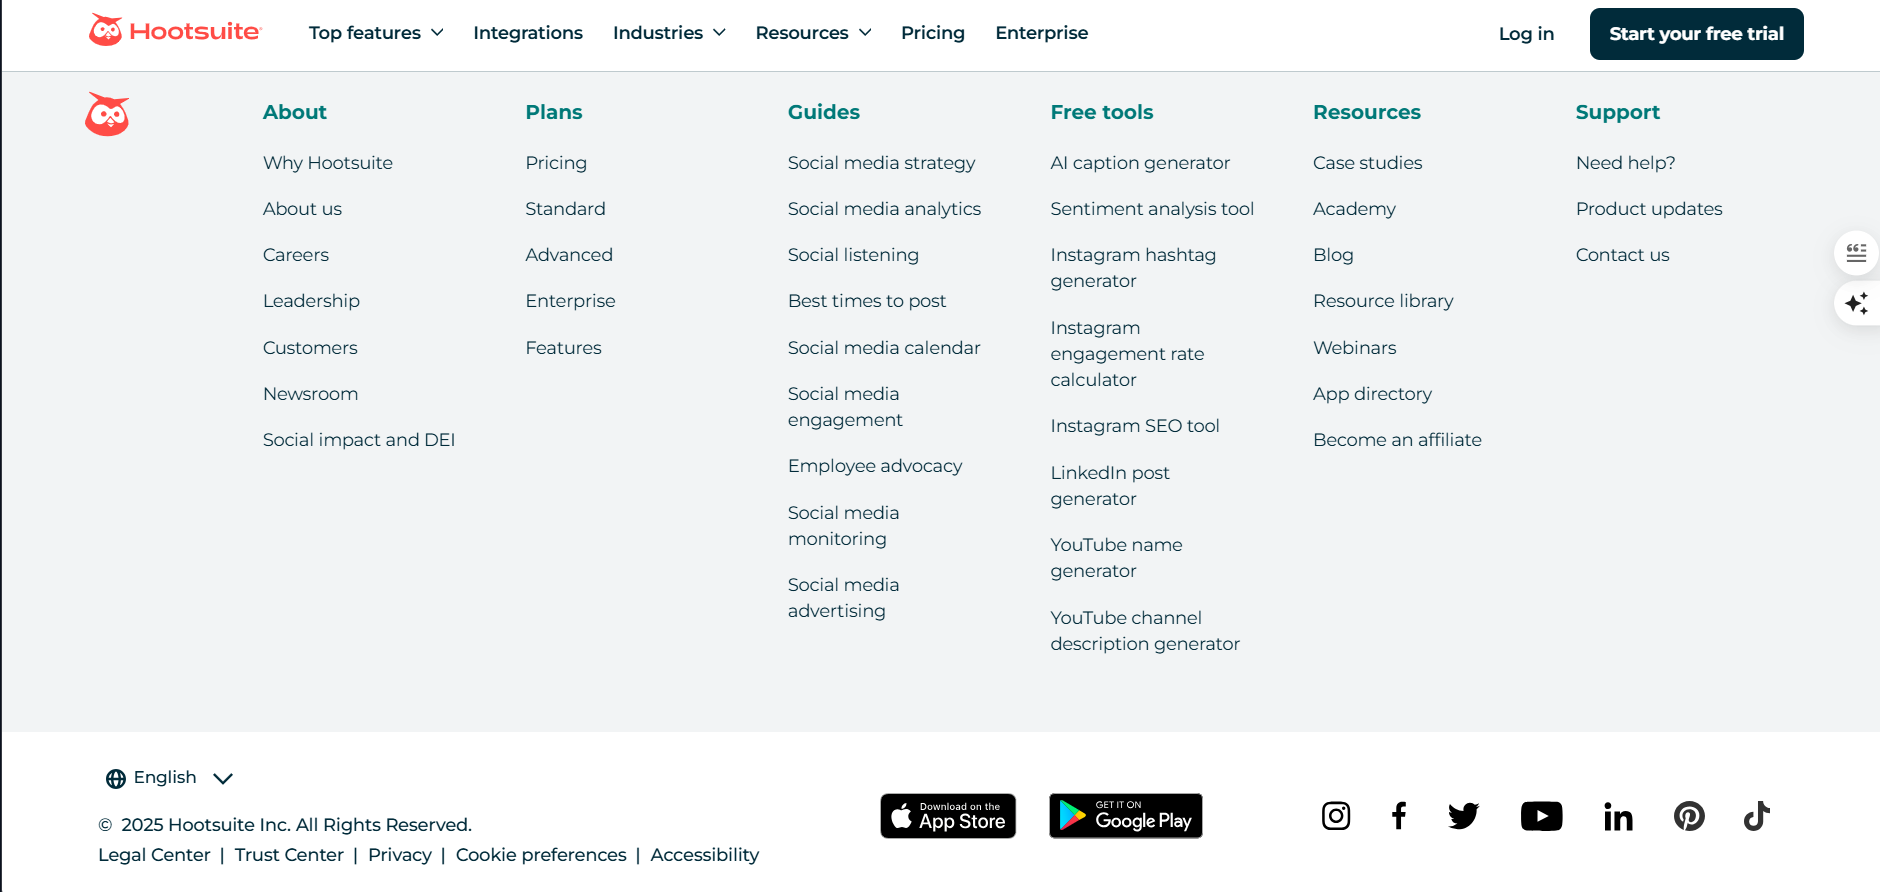 Hootsuite
Top features
Integrations
Industries
Resources
Pricing
Enterprise
Log in
Start your free trial
About
Why Hootsuite
About us
Careers
Leadership
Customers
Newsroom
Social impact and DEI
Plans
Pricing
Standard
Advanced
Enterprise
Features
Guides
Social media strategy
Social media analytics
Social listening
Best times to post
Social media calendar
Social media
engagement
Employee advocacy
Social media
monitoring
Social media
advertising
Free tools
AI caption generator
Sentiment analysis tool
Instagram hashtag
generator
Instagram
engagement rate
calculator
Instagram SEO tool
LinkedIn post
generator
YouTube name
generator
YouTube channel
description generator
Resources
Case studies
Academy
Blog
Resource library
Webinars
App directory
Become an affiliate
Support
Need help?
Product updates
Contact us
English
© 2025 Hootsuite Inc. All Rights Reserved.
Legal Center | Trust Center | Privacy | Cookie preferences | Accessibility
Download on the
App Store
GET IT ON
Google Play